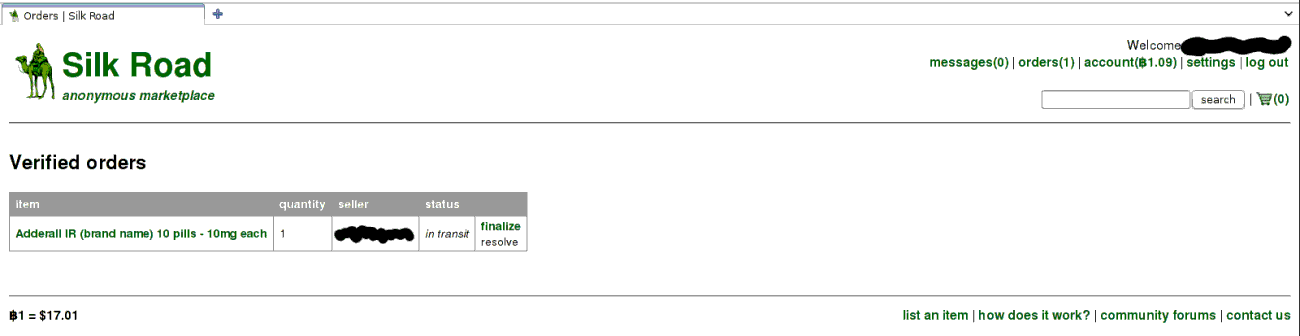 Orders | Silk Road
Silk Road
anonymous marketplace
Welcome
messages(0) | orders(1) | account(฿1.09) | settings | log out
search | (0)
Verified orders
item quantity seller status
Adderall IR (brand name) 10 pills - 10mg each 1 in transit finalize
resolve
฿1 = $17.01
list an item | how does it work? | community forums | contact us